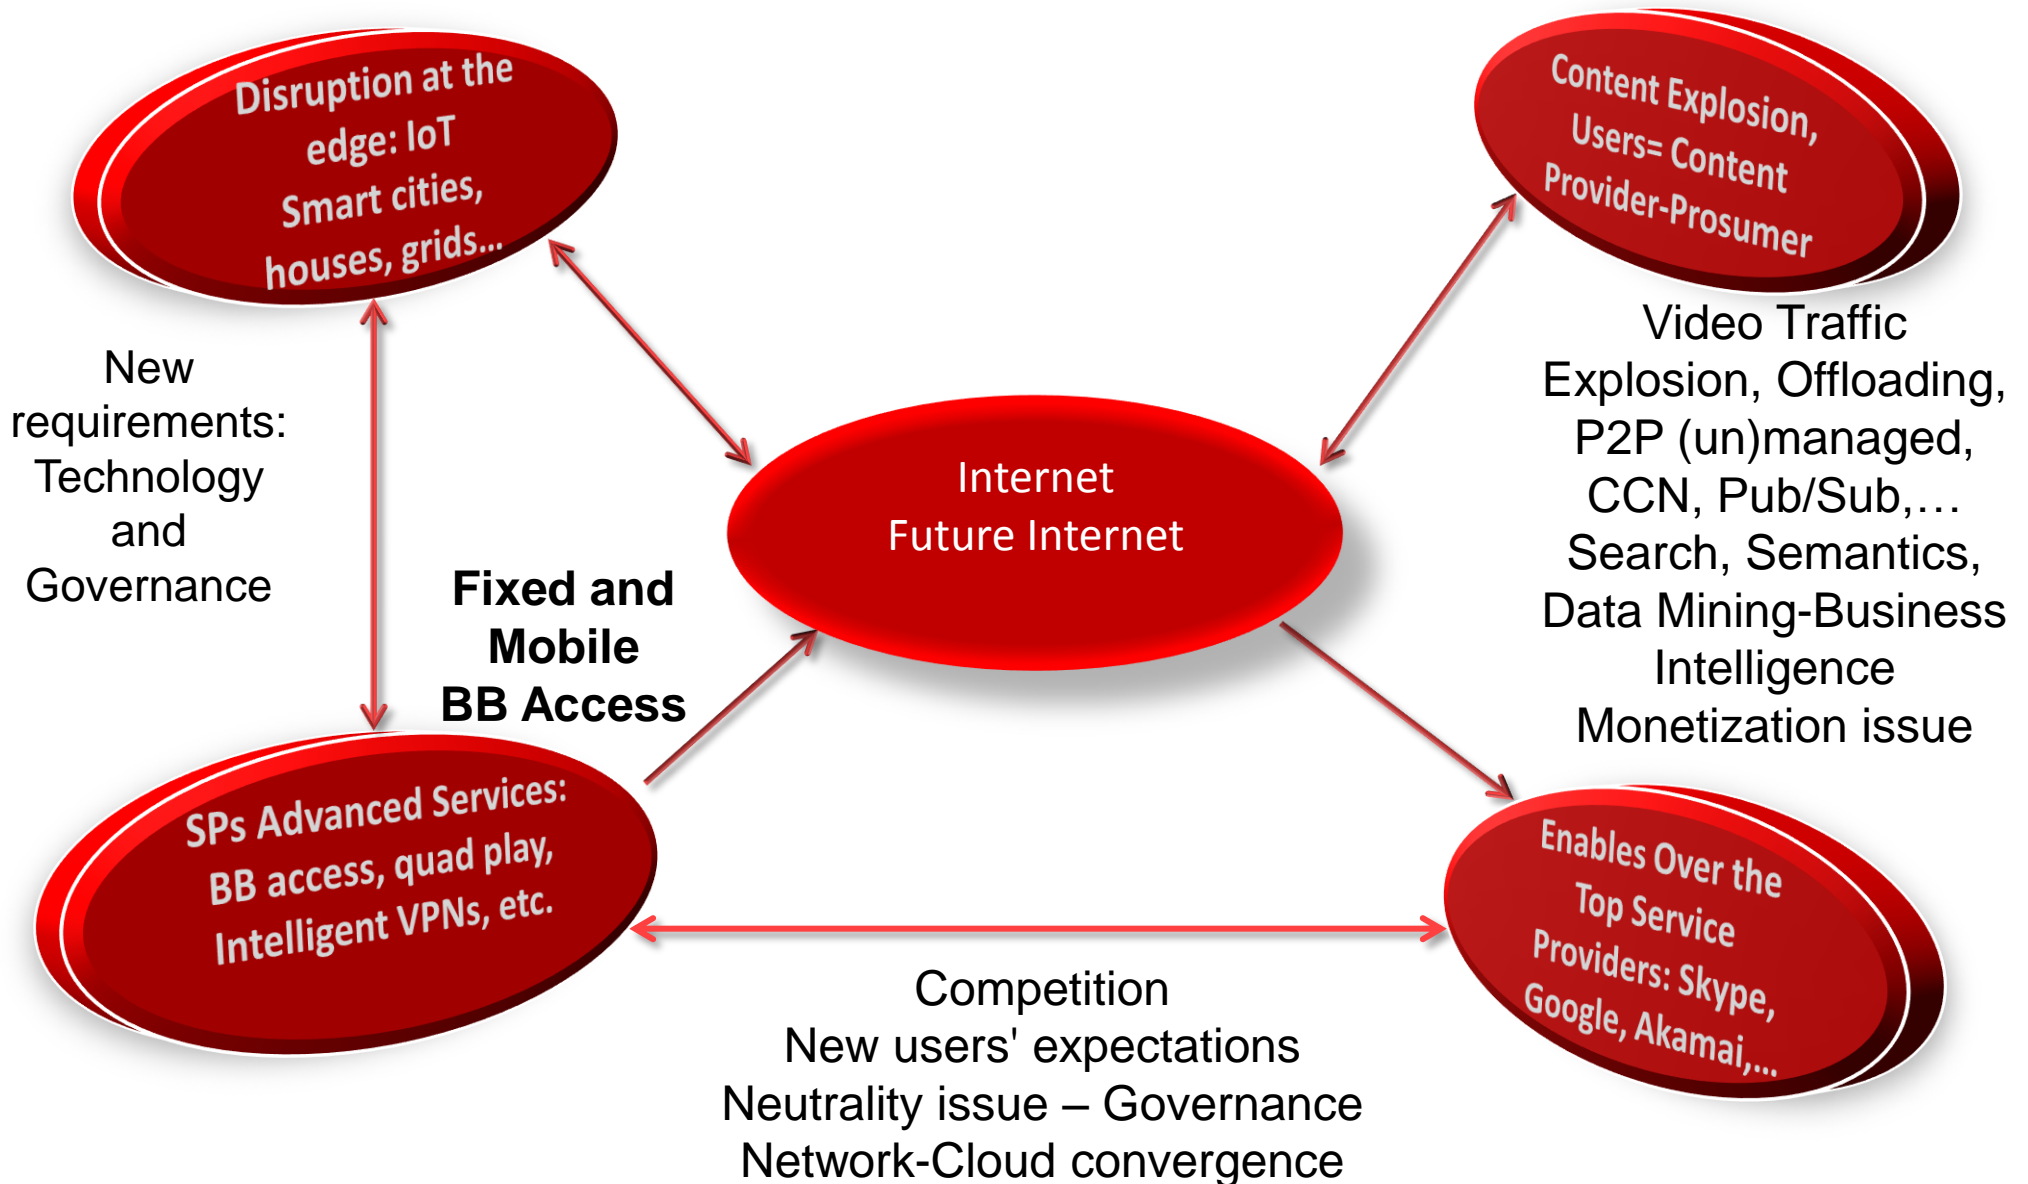 Disruption at the
edge: IoT
Smart cities,
houses, grids...
Content Explosion,
Users= Content
Provider-Prosumer
New
requirements:
Technology
and
Governance
Internet
Future Internet
Video Traffic
Explosion, Offloading,
P2P (un)managed,
CCN, Pub/Sub,…
Search, Semantics,
Data Mining-Business
Intelligence
Monetization issue
Fixed and
Mobile
BB Access
SPs Advanced Services:
BB access, quad play,
Intelligent VPNs, etc.
Enables Over the
Top Service
Providers: Skype,
Google, Akamai,...
Competition
New users' expectations
Neutrality issue – Governance
Network-Cloud convergence